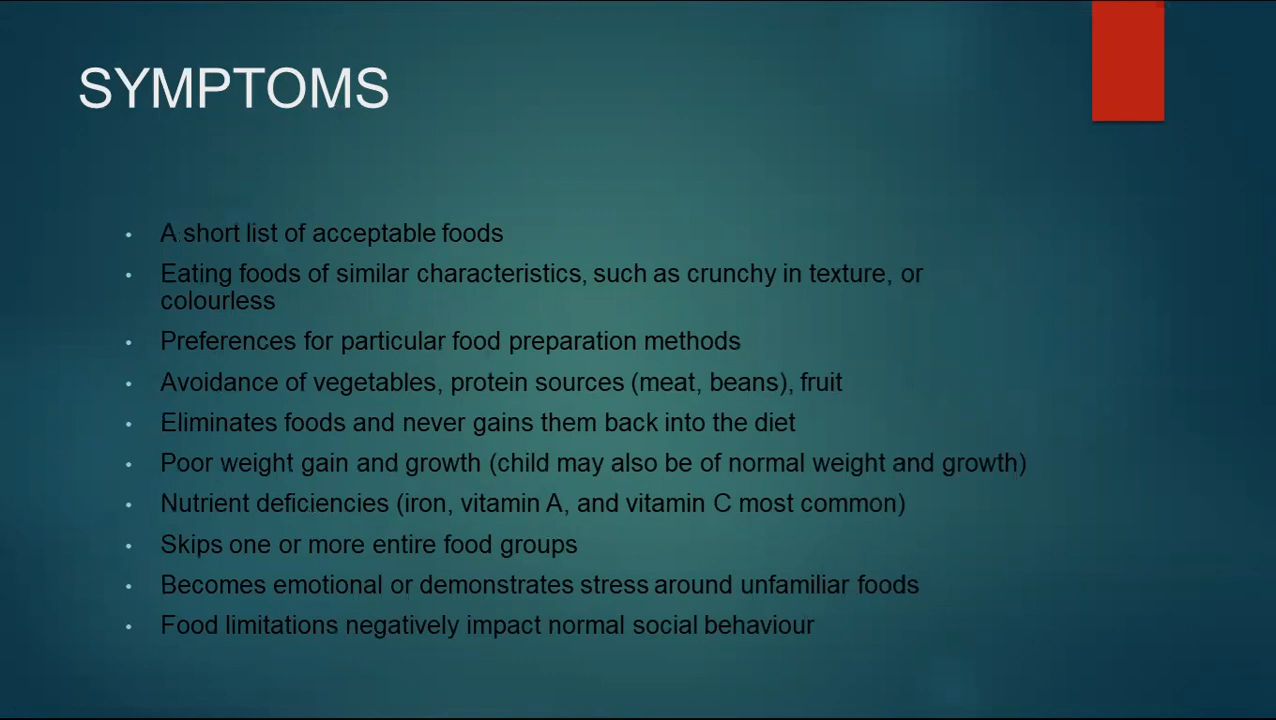 SYMPTOMS
• A short list of acceptable foods
• Eating foods of similar characteristics, such as crunchy in texture, or
colourless
• Preferences for particular food preparation methods
• Avoidance of vegetables, protein sources (meat, beans), fruit
• Eliminates foods and never gains them back into the diet
• Poor weight gain and growth (child may also be of normal weight and growth)
• Nutrient deficiencies (iron, vitamin A, and vitamin C most common)
• Skips one or more entire food groups
• Becomes emotional or demonstrates stress around unfamiliar foods
• Food limitations negatively impact normal social behaviour